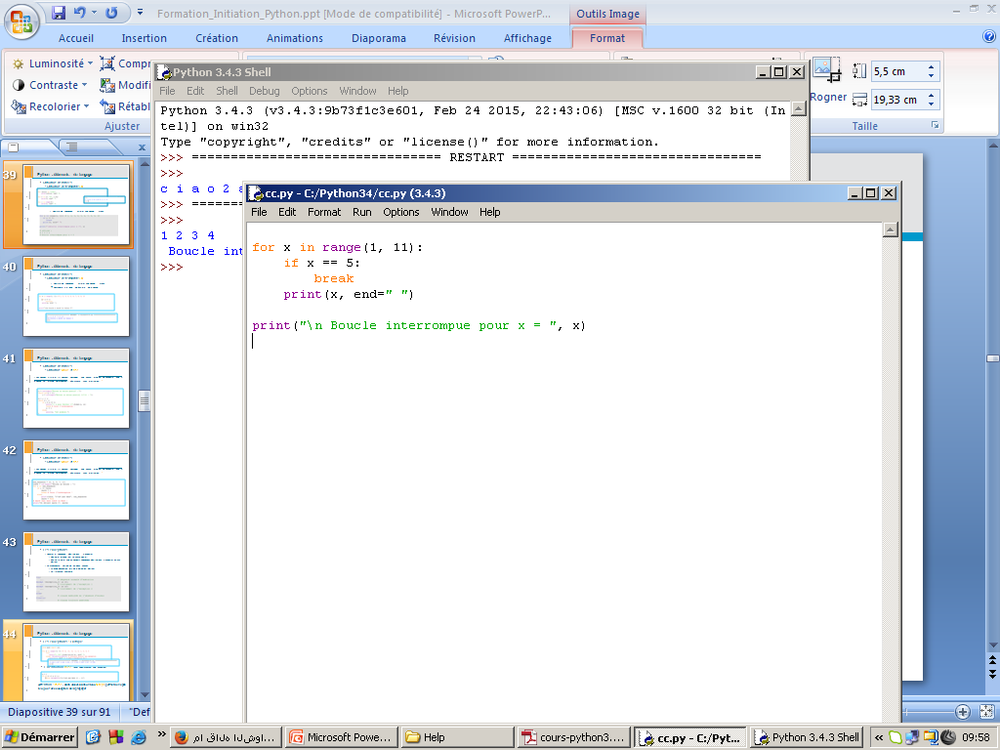 Formation_Initiation_Python.ppt [Mode de compatibilité] - Microsoft PowerP...
Outils Image
Accueil
Insertion
Création
Animations
Diaporama
Révision
Affichage
Format
Luminosité
Contraste
Recolorier
Compr
Modifi
Rétabl
Ajuster
Rogner
5,5 cm
19,33 cm
Taille
Python 3.4.3 Shell
File Edit Shell Debug Options Window Help
Python 3.4.3 (v3.4.3:9b73f1c3e601, Feb 24 2015, 22:43:06) [MSC v.1600 32 bit (In
tel)] on win32
Type "copyright", "credits" or "license()" for more information.
>>> ================================ RESTART ================================
>>>
c i a o 2
>>> ======
>>>
1 2 3 4
Boucle int
>>>
cc.py - C:/Python34/cc.py (3.4.3)
File Edit Format Run Options Window Help
for x in range(1, 11):
    if x == 5:
        break
    print(x, end=" ")
print("\n Boucle interrompue pour x = ", x)
39
40
41
42
43
44
Diapositive 39 sur 91
"Def
Démarrer
Microsoft Powe...
Help
cours-python3....
cc.py - C:/Pyt...
Python 3.4.3 Shell
09:58